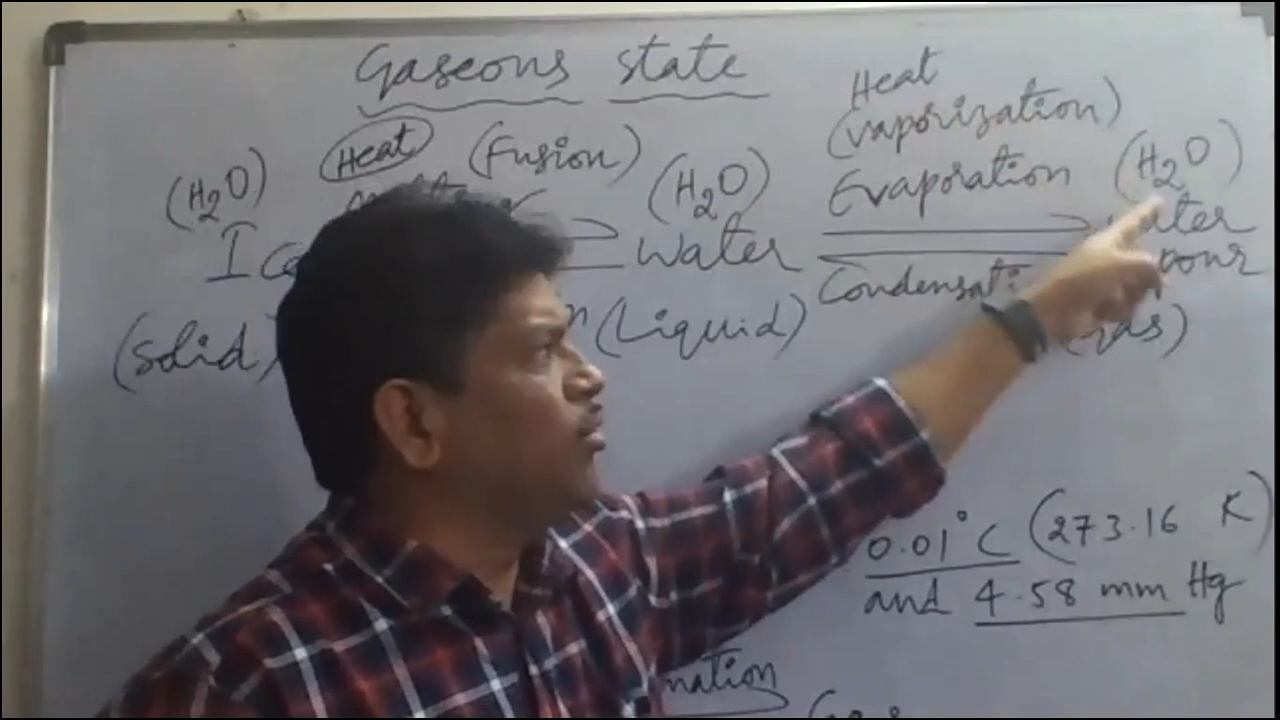 Gaseous state
Heat
(vaporization)
Heat (Fusion)
(H₂O) (H₂O) Evaporation (H₂O)
Water
Condensati
(Solid) (Liquid)
0.01°C (273.16 K)
and 4.58 mm Hg